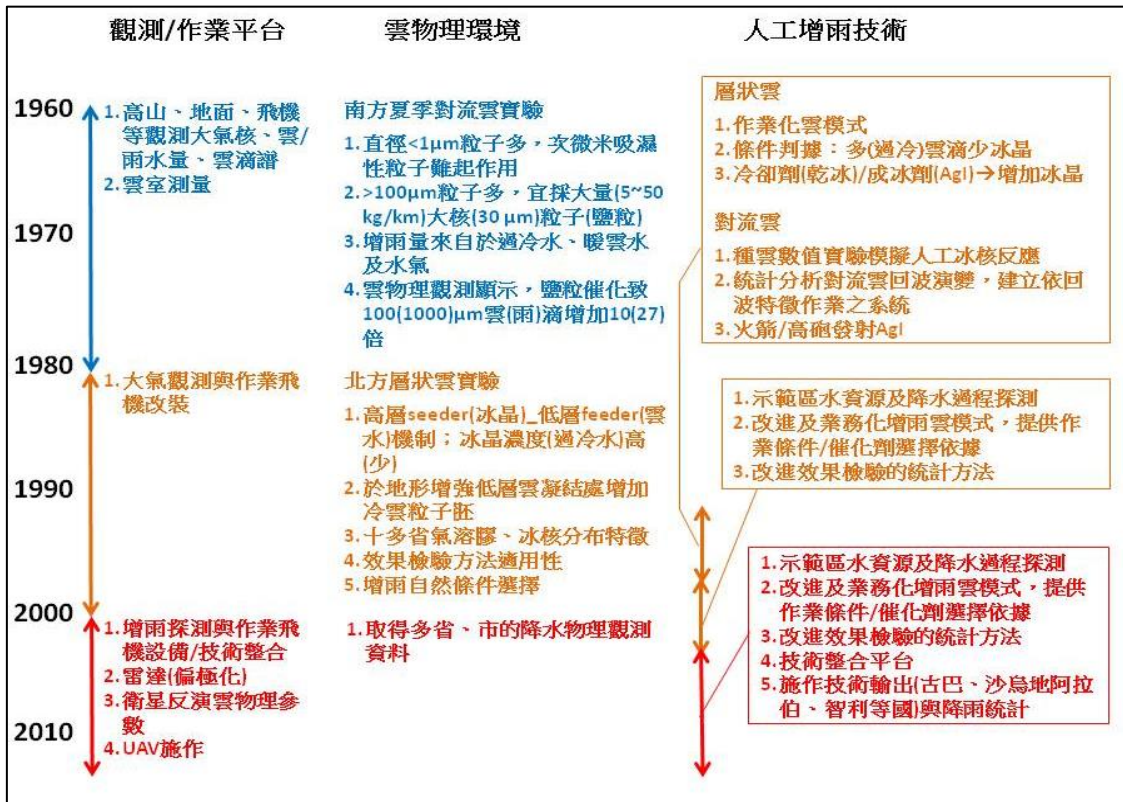 觀測/作業平台
雲物理環境
人工增雨技術
1960
1970
1980
1990
2000
2010
1. 高山、地面、飛機
等觀測大氣核、雲/
雨水量、雲滴譜
2. 雲室測量
1. 大氣觀測與作業飛
機改裝
1. 增雨探測與作業飛
機設備/技術整合
2. 雷達(偏極化)
3. 衛星反演雲物理參
數
4. UAV施作
南方夏季對流雲實驗
1. 直徑<1μm粒子多，次微米吸濕
性粒子難起作用
2. >100μm粒子多，宜採大量(5~50
kg/km)大核(30 μm)粒子(鹽粒)
3. 增雨量來自於過冷水、暖雲水
及水氣
4. 雲物理觀測顯示，鹽粒催化致
100(1000)μm雲(雨)滴增加10(27)
倍
北方層狀雲實驗
1. 高層seeder(冰晶)_低層feeder(雲
水)機制；冰晶濃度(過冷水)高
(少)
2. 於地形增強低層雲凝結處增加
冷雲粒子胚
3. 十多省氣溶膠、冰核分布特徵
4. 效果檢驗方法適用性
5. 增雨自然條件選擇
1. 取得多省、市的降水物理觀測
資料
層狀雲
1. 作業化雲模式
2. 條件判據：多(過冷)雲滴少冰晶
3. 冷卻劑(乾冰)/成冰劑(AgI)→增加冰晶
對流雲
1. 種雲數值實驗模擬人工冰核反應
2. 統計分析對流雲回波演變，建立依回
波特徵作業之系統
3. 火箭/高砲發射AgI
1. 示範區水資源及降水過程探測
2. 改進及業務化增雨雲模式，提供作
業條件/催化劑選擇依據
3. 改進效果檢驗的統計方法
1. 示範區水資源及降水過程探測
2. 改進及業務化增雨雲模式，提供
作業條件/催化劑選擇依據
3. 改進效果檢驗的統計方法
4. 技術整合平台
5. 施作技術輸出(古巴、沙烏地阿拉
伯、智利等國)與降雨統計